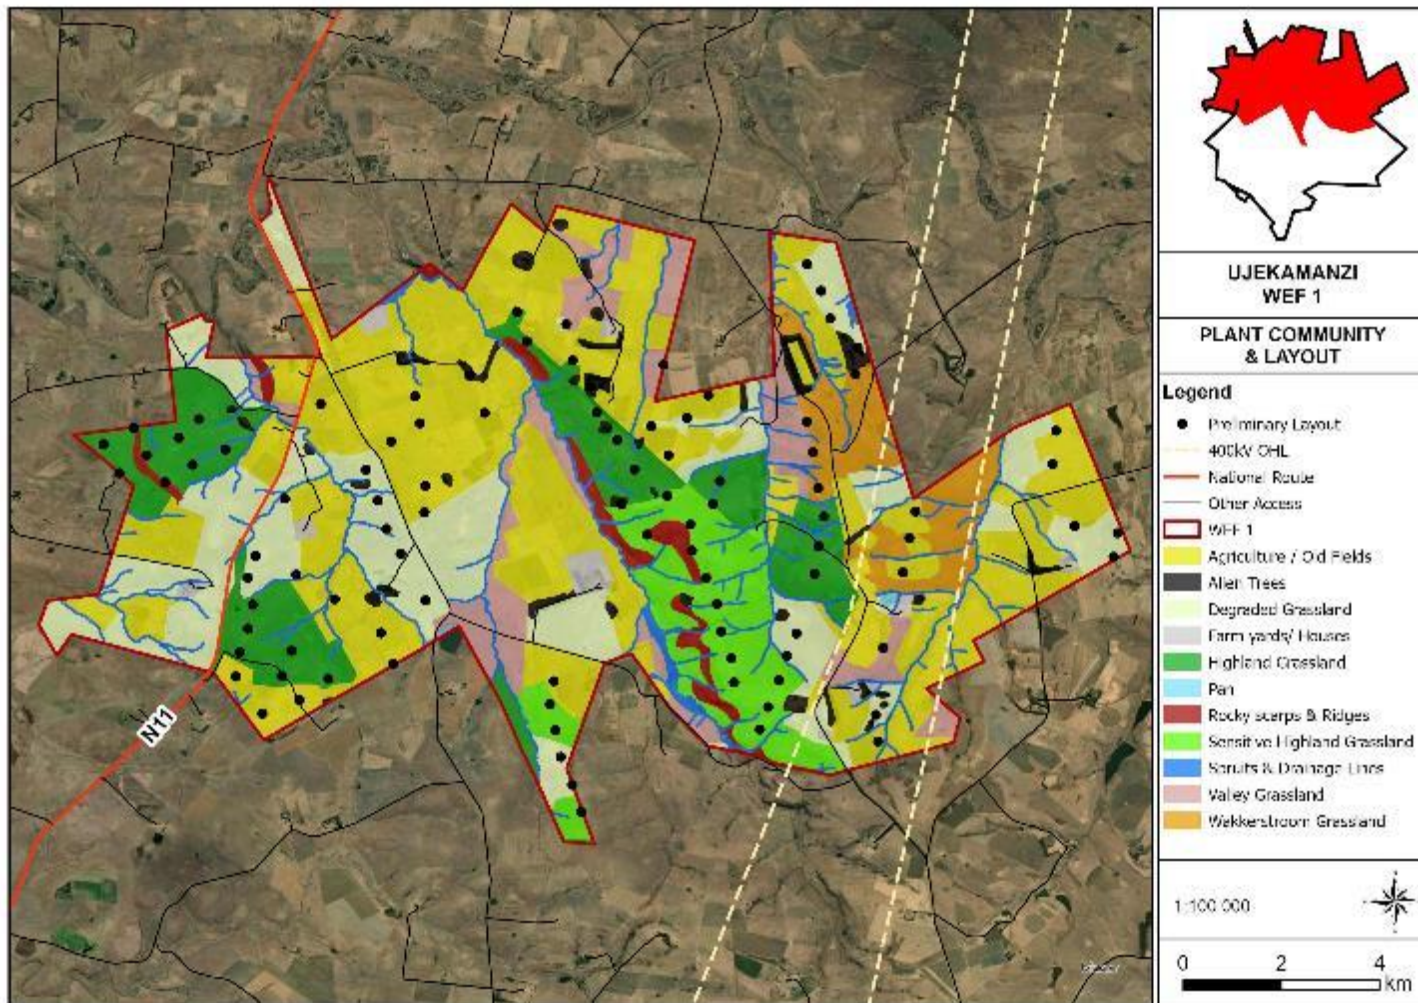 N11
UJEKAMANZI
WEF 1
PLANT COMMUNITY
& LAYOUT
Legend
Preliminary Layout
400kV OHL
National Route
Other Access
WEF 1
Agriculture / Old Fields
Alien Trees
Degraded Grassland
Farm yards/ Houses
Highland Grassland
Pan
Rocky scarps & Ridges
Sensitive Highland Grassland
Spruits & Drainage Lines
Valley Grassland
Wakkerstroom Grassland
1:100 000
0 2 4
km